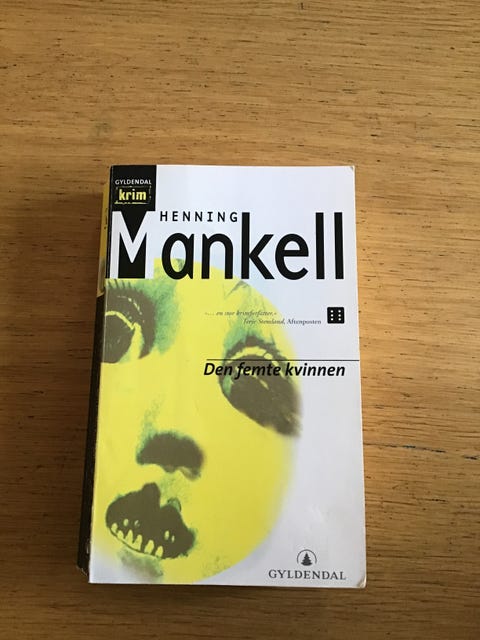 GYLDENDAL
krim
HENNING
Mankell
«... en stor krimforfatter.»
Terje Stemland, Aftenposten
Den femte kvinnen
GYLDENDAL